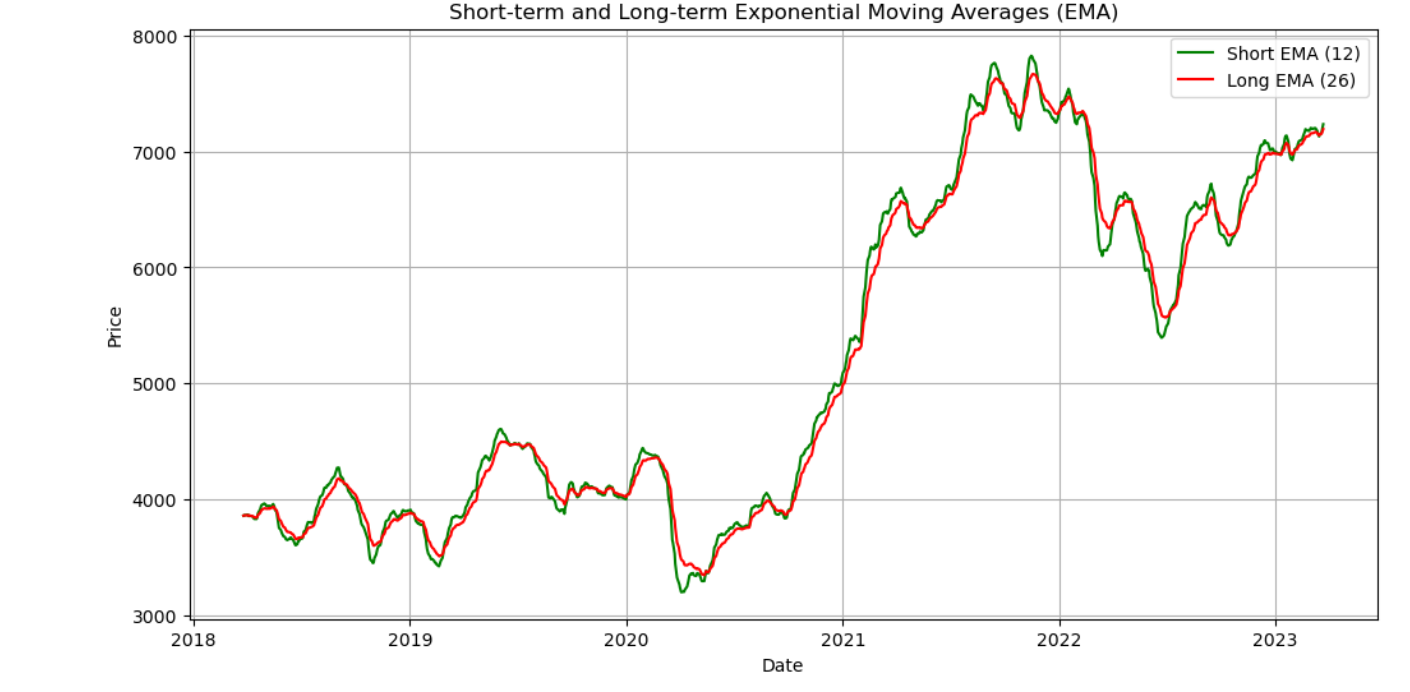 Short-term and Long-term Exponential Moving Averages (EMA)
8000
7000
6000
5000
4000
3000
Price
Short EMA (12)
Long EMA (26)
2018 2019 2020 2021 2022 2023
Date